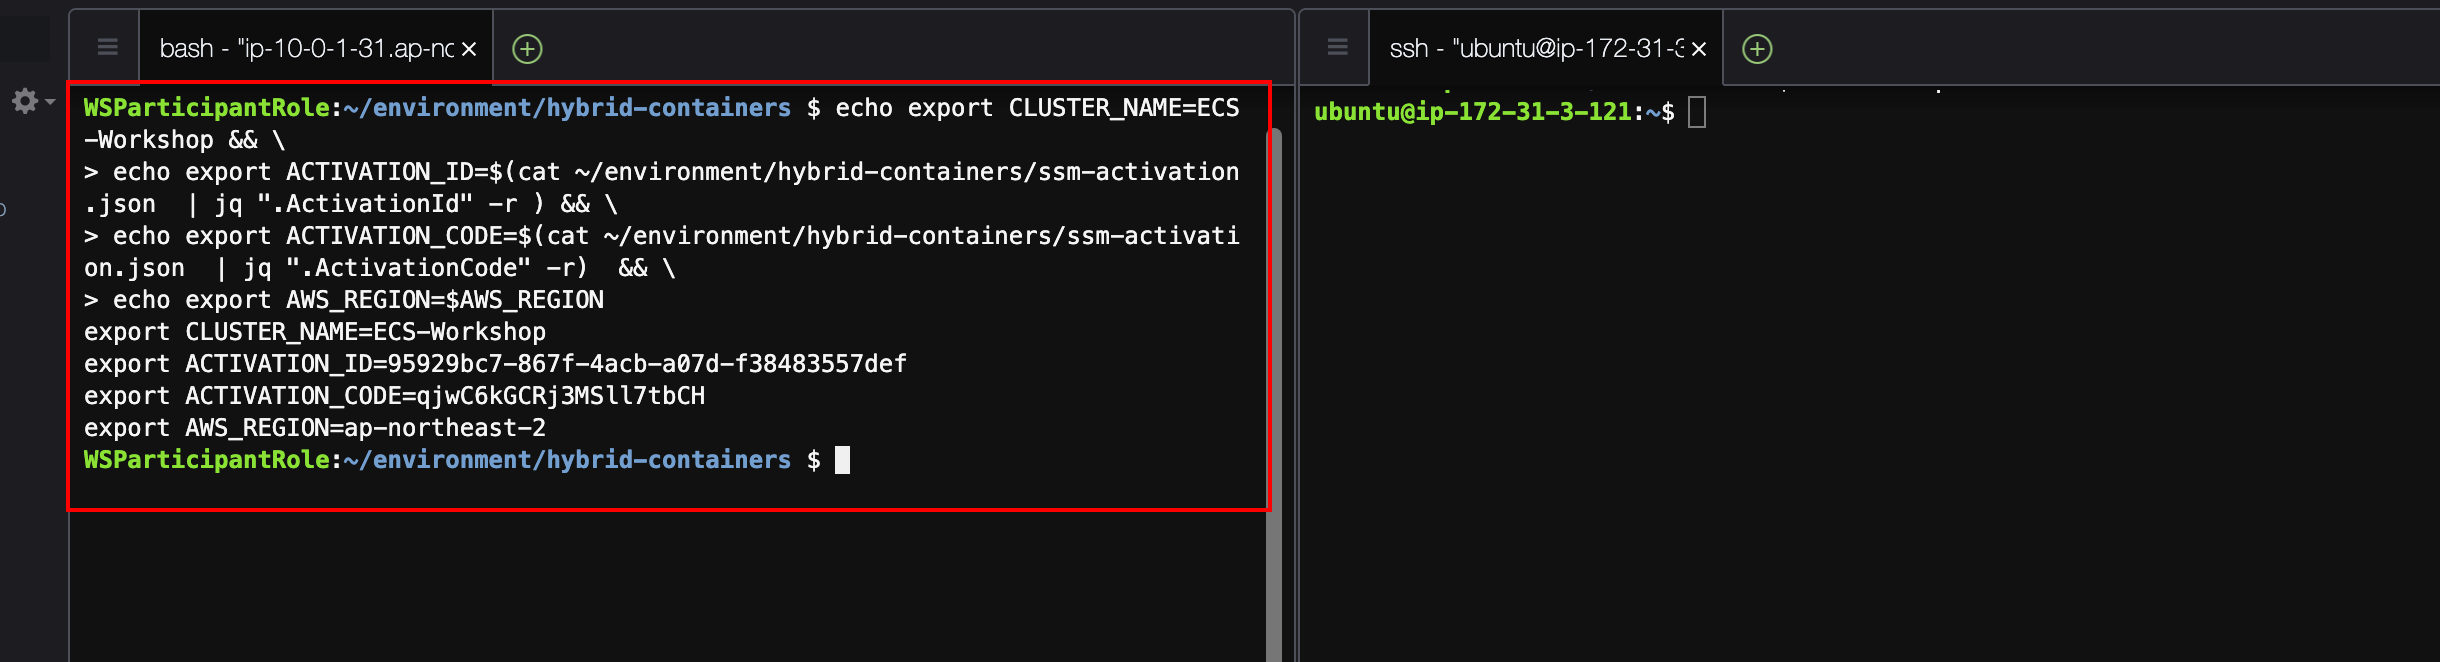 bash - "ip-10-0-1-31.ap-no
ssh - "ubuntu@ip-172-31-3
WSParticipantRole:~/environment/hybrid-containers $ echo export CLUSTER_NAME=ECS
-Workshop && \
> echo export ACTIVATION_ID=$(cat ~/environment/hybrid-containers/ssm-activation
.json  | jq ".ActivationId" -r ) && \
> echo export ACTIVATION_CODE=$(cat ~/environment/hybrid-containers/ssm-activati
on.json  | jq ".ActivationCode" -r)  && \
> echo export AWS_REGION=$AWS_REGION
export CLUSTER_NAME=ECS-Workshop
export ACTIVATION_ID=95929bc7-867f-4acb-a07d-f38483557def
export ACTIVATION_CODE=qjwC6kGCRj3MSll7tbCH
export AWS_REGION=ap-northeast-2
WSParticipantRole:~/environment/hybrid-containers $
ubuntu@ip-172-31-3-121:~$